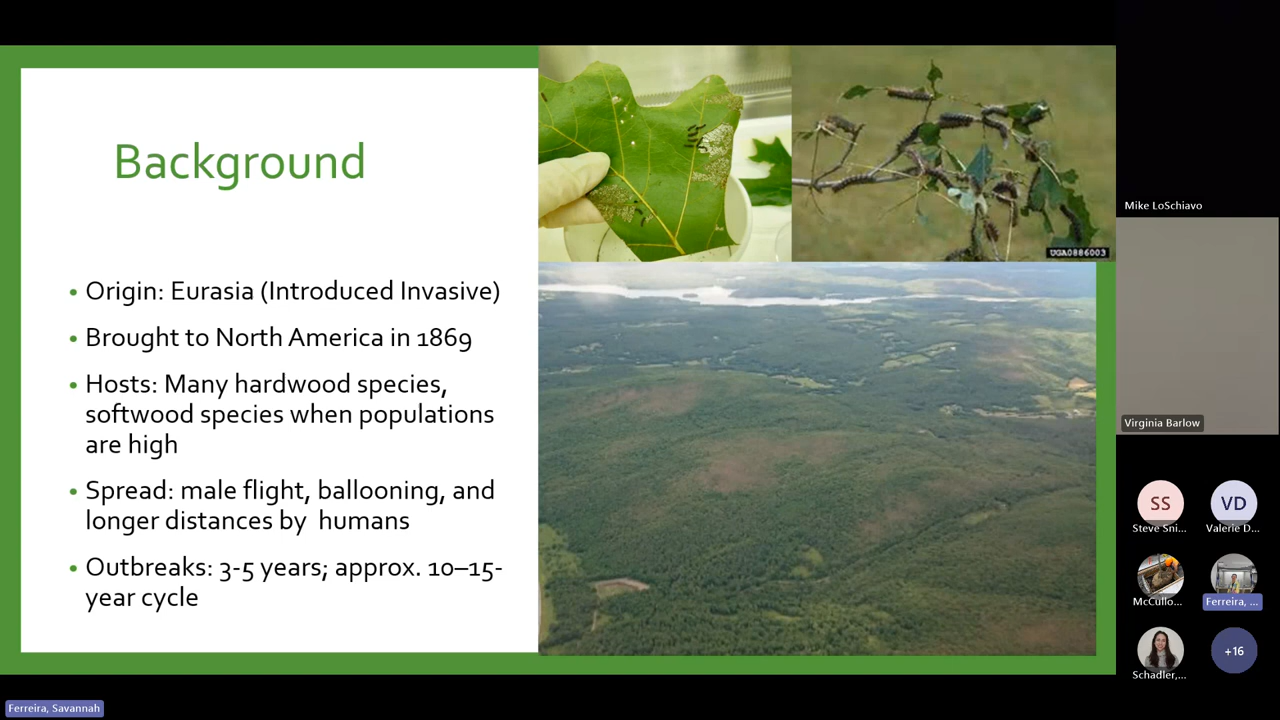 Background
• Origin: Eurasia (Introduced Invasive)
• Brought to North America in 1869
• Hosts: Many hardwood species,
softwood species when populations
are high
• Spread: male flight, ballooning, and
longer distances by  humans
• Outbreaks: 3-5 years; approx. 10–15-
year cycle
UGA0886003
Mike LoSchiavo
Virginia Barlow
SS
VD
Steve Sni...
Valerie D...
McCullo...
Ferreira, ...
Schadler,...
+16
Ferreira, Savannah